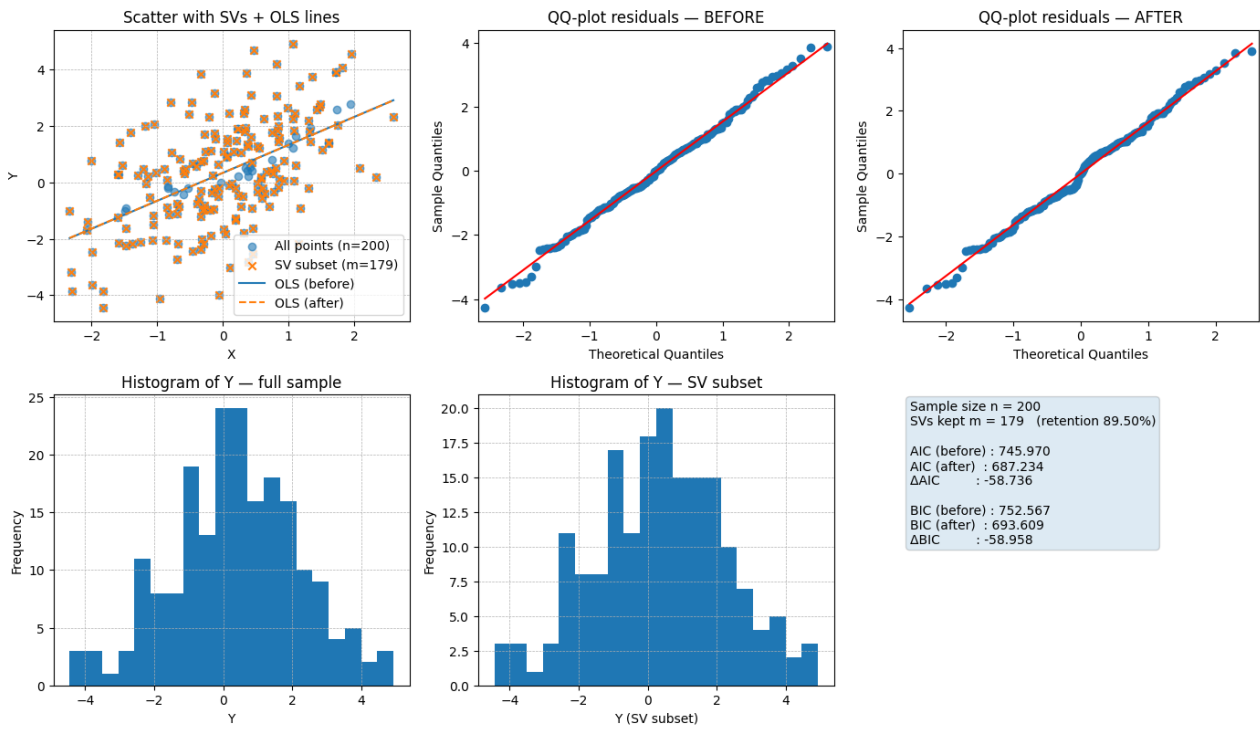 Scatter with SVs + OLS lines
4
2
0
−2
−4
Y
−2
−1
0
1
2
X
All points (n=200)
SV subset (m=179)
OLS (before)
OLS (after)
QQ-plot residuals — BEFORE
4
2
0
−2
−4
Sample Quantiles
−2
−1
0
1
2
Theoretical Quantiles
QQ-plot residuals — AFTER
4
2
0
−2
−4
Sample Quantiles
−2
−1
0
1
2
Theoretical Quantiles
Histogram of Y — full sample
25
20
15
10
5
0
Frequency
−4
−2
0
2
4
Y
Histogram of Y — SV subset
20.0
17.5
15.0
12.5
10.0
7.5
5.0
2.5
0.0
Frequency
−4
−2
0
2
4
Y (SV subset)
Sample size n = 200
SVs kept m = 179 (retention 89.50%)
AIC (before) : 745.970
AIC (after) : 687.234
ΔAIC : -58.736
BIC (before) : 752.567
BIC (after) : 693.609
ΔBIC : -58.958